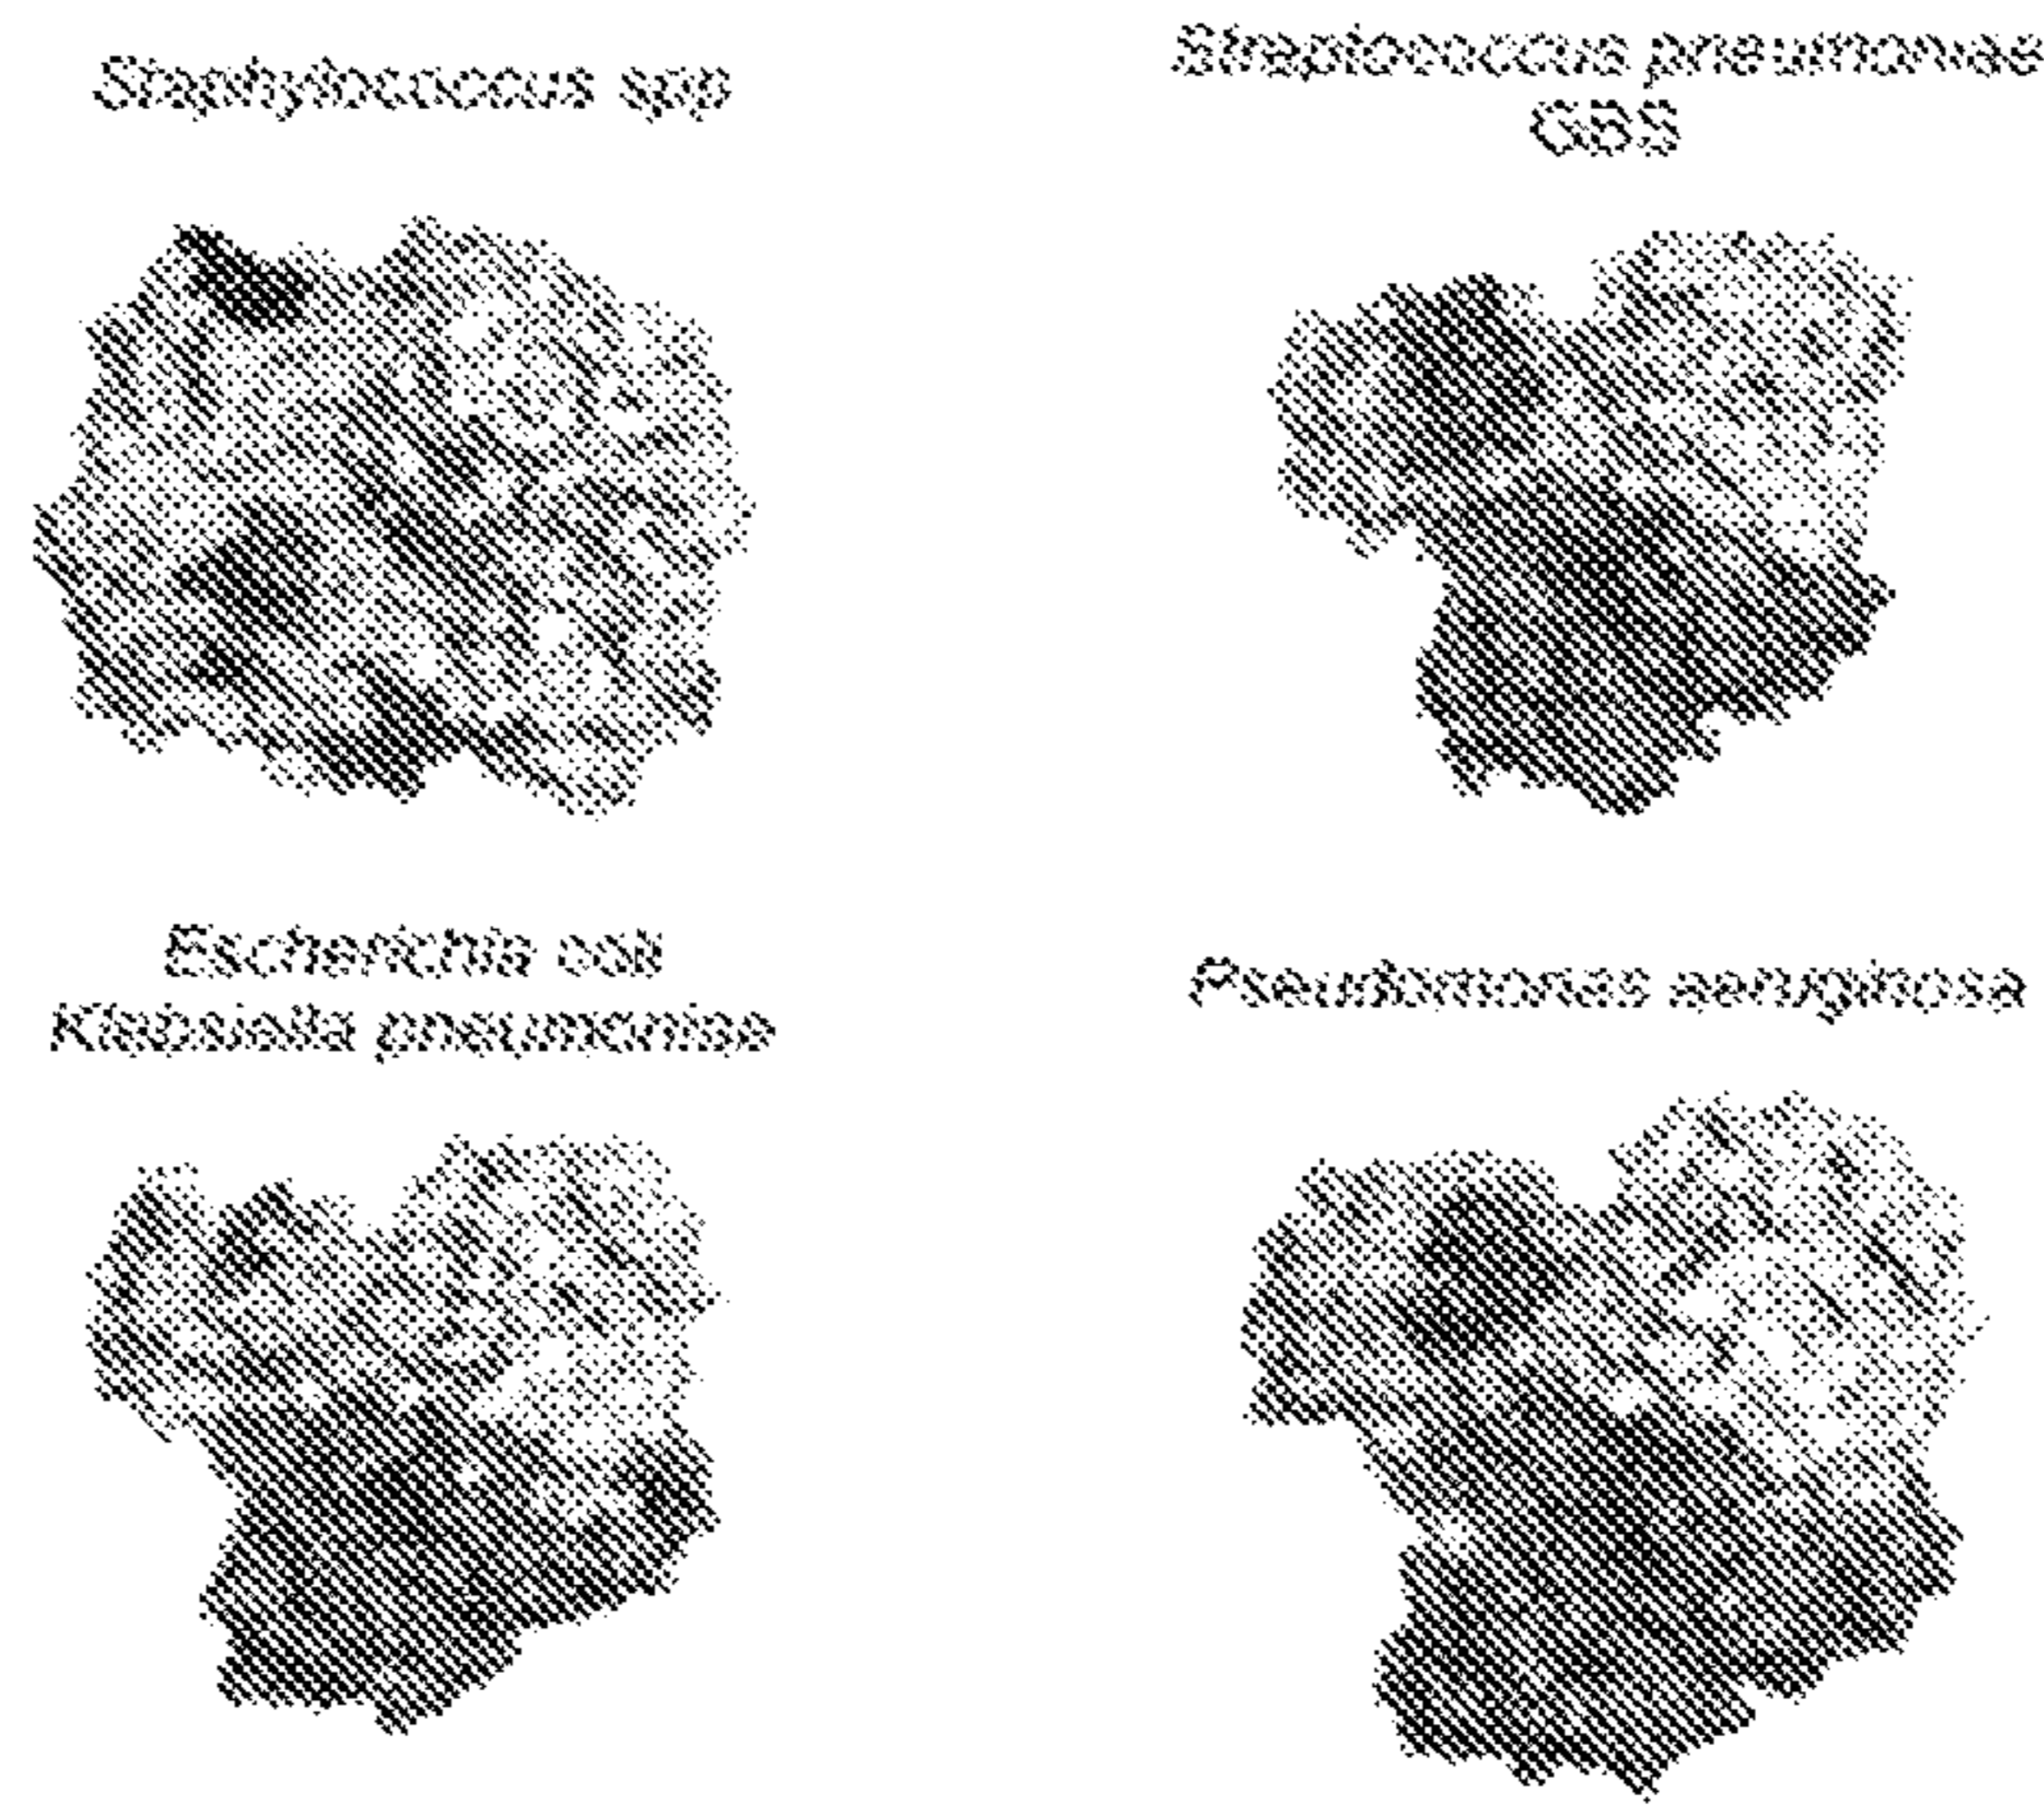 Staphylococcus spp
Streptococcus pneumoniae
GBS
Escherichia coli
Klebsiella pneumoniae
Pseudomonas aeruginosa